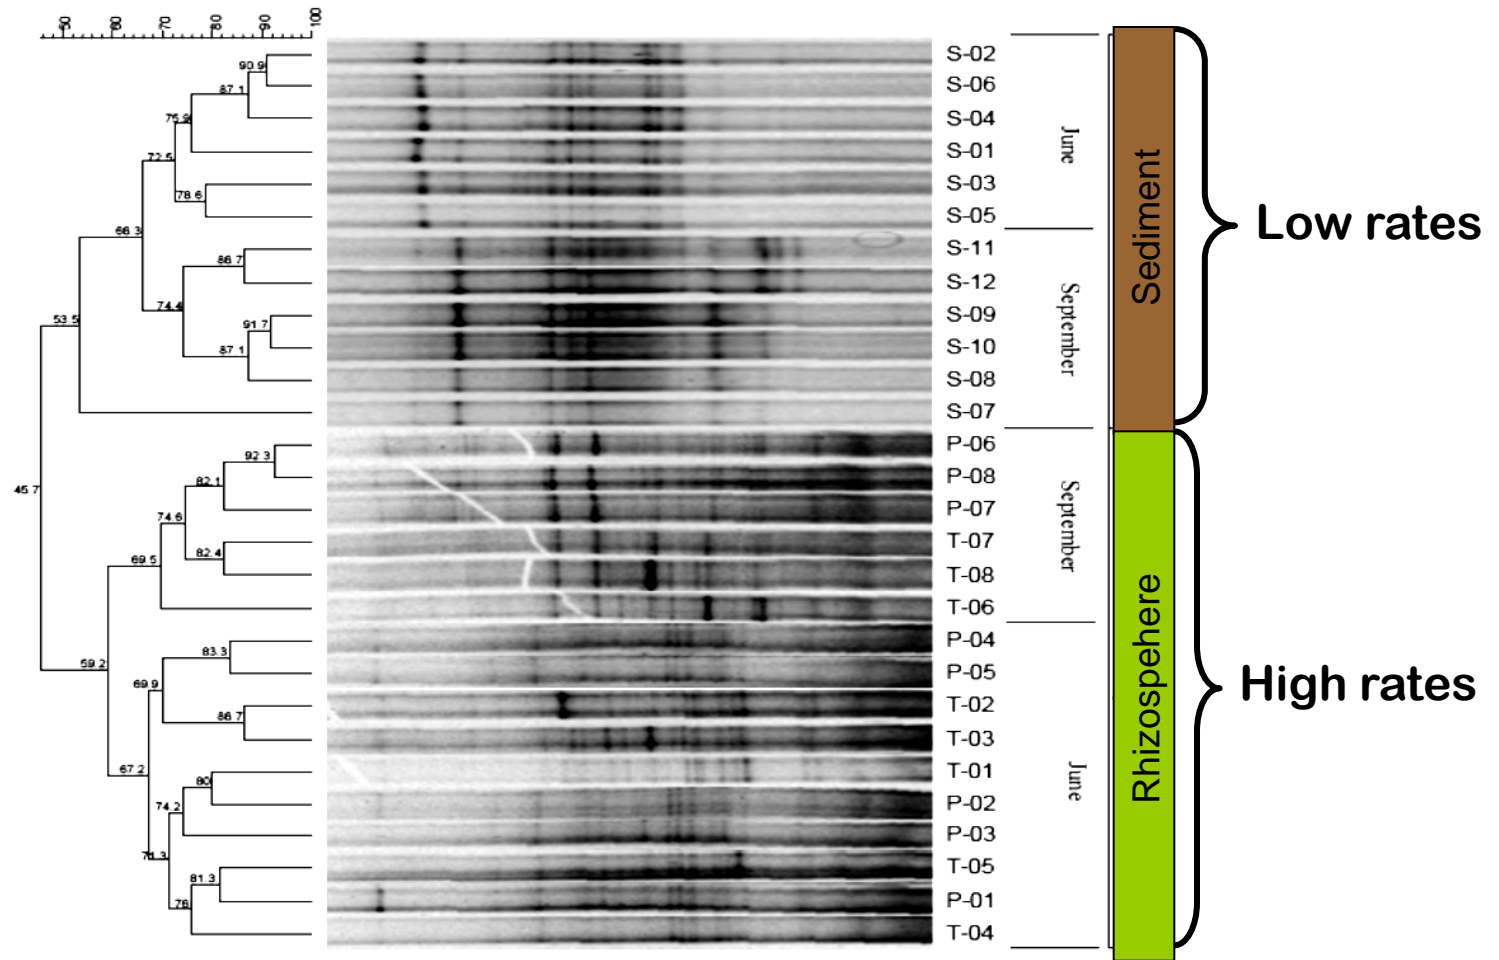 50 60 70 80 90 100
S-02
S-06
S-04
S-01
S-03
S-05
S-11
S-12
S-09
S-10
S-08
S-07
P-06
P-08
P-07
T-07
T-08
T-06
P-04
P-05
T-02
T-03
T-01
P-02
P-03
T-05
P-01
T-04
90.9
87.1
75.9
72.5
78.6
66.3
86.7
74.4
91.7
87.1
53.5
92.3
82.1
45.7
74.6
82.4
69.5
59.2
83.3
69.9
86.7
67.2
80
74.2
71.3
81.3
76
June
September
September
June
Sediment
Rhizospehere
Low rates
High rates